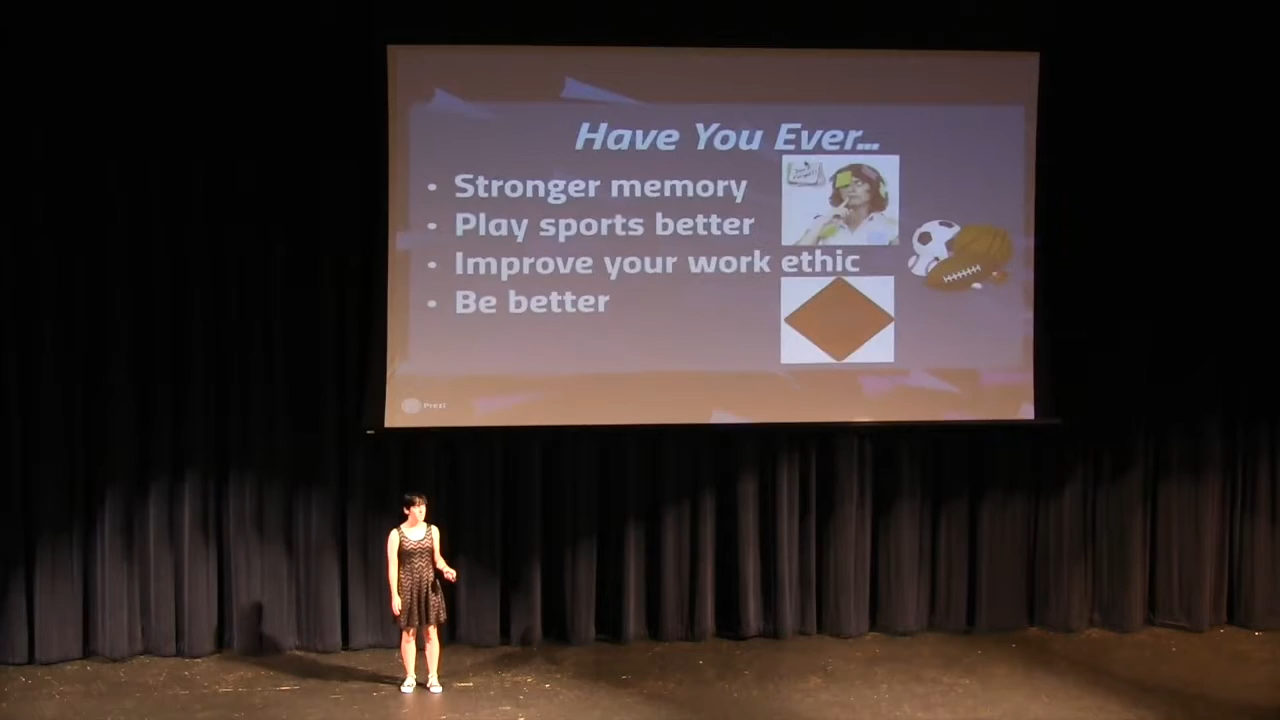 Have You Ever...
• Stronger memory
• Play sports better
• Improve your work ethic
• Be better
Prezi